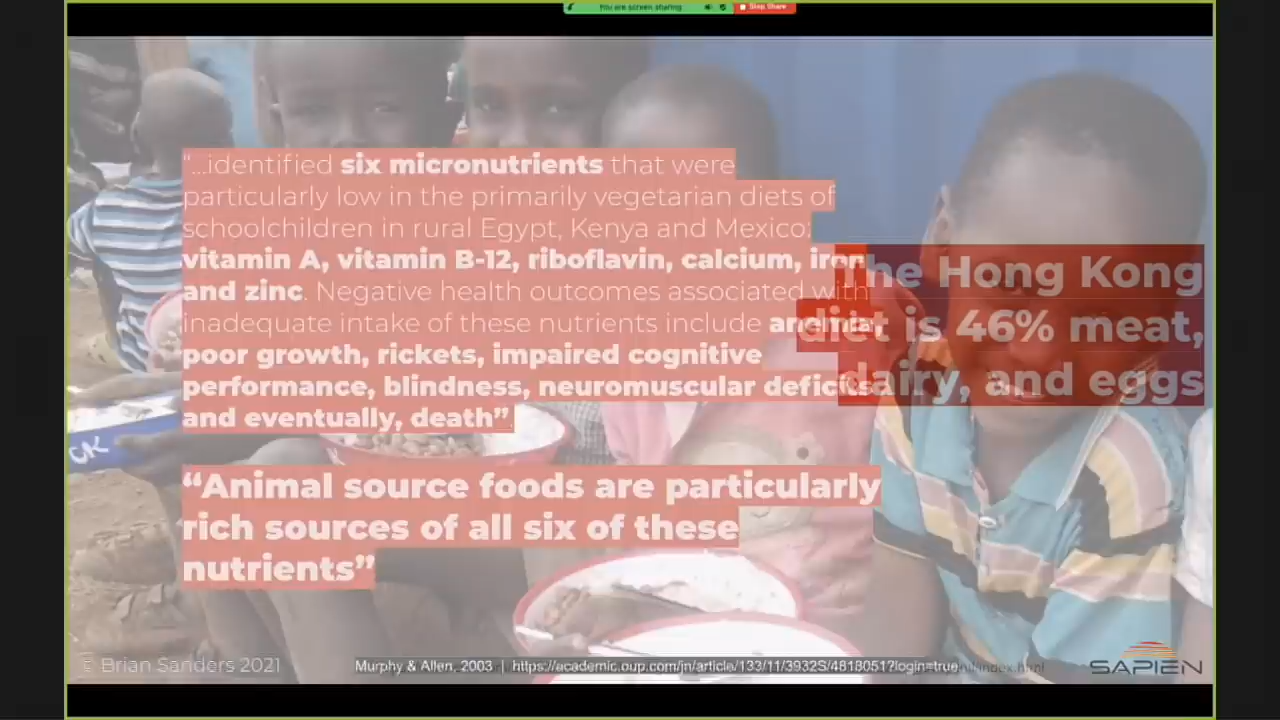 You are screen sharing
Stop Share
“...identified six micronutrients that were
particularly low in the primarily vegetarian diets of
schoolchildren in rural Egypt, Kenya and Mexico:
vitamin A, vitamin B-12, riboflavin, calcium, iron
and zinc. Negative health outcomes associated with
inadequate intake of these nutrients include anemia,
poor growth, rickets, impaired cognitive
performance, blindness, neuromuscular deficits
and eventually, death”.
“Animal source foods are particularly
rich sources of all six of these
nutrients”
The Hong Kong
diet is 46% meat,
dairy, and eggs
CK
© Brian Sanders 2021
Murphy & Allen, 2003 | https://academic.oup.com/jn/article/133/11/3932S/4818051?login=true
SAPIEN